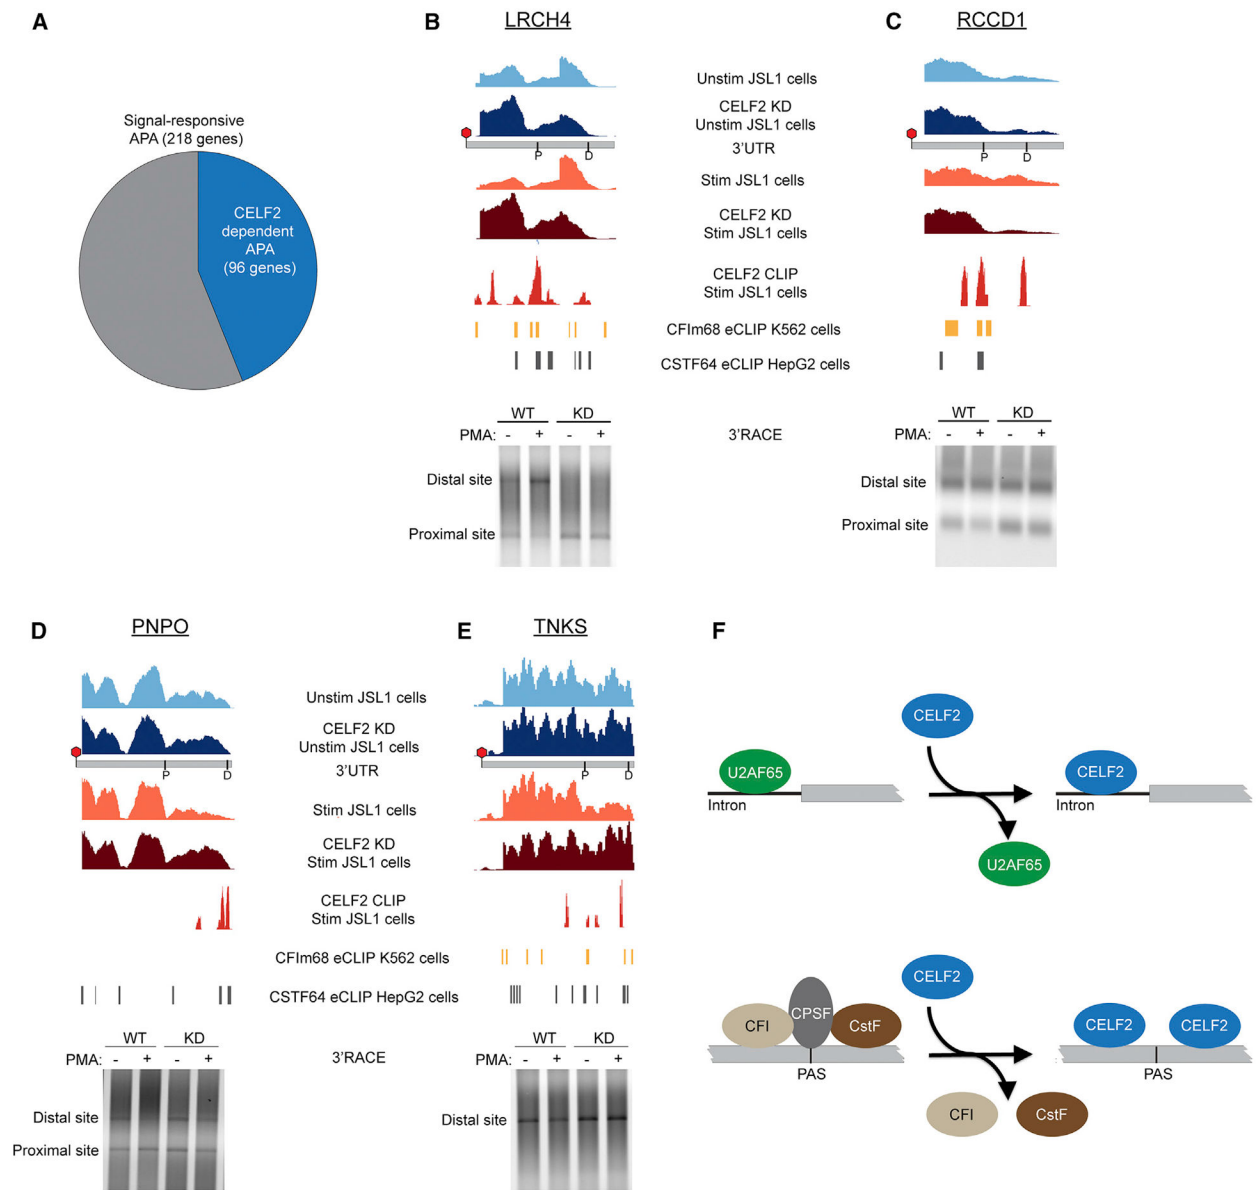 A
Signal-responsive
APA (218 genes)
CELF2
dependent
APA
(96 genes)
B
LRCH4
C
RCCD1
Unstim JSL1 cells
CELF2 KD
Unstim JSL1 cells
3'UTR
P
D
P
D
Stim JSL1 cells
CELF2 KD
Stim JSL1 cells
CELF2 CLIP
Stim JSL1 cells
CFIm68 eCLIP K562 cells
CSTF64 eCLIP HepG2 cells
WT
KD
PMA:
-
+
-
+
3'RACE
WT
KD
PMA:
-
+
-
+
Distal site
Proximal site
Distal site
Proximal site
D
PNPO
E
TNKS
Unstim JSL1 cells
CELF2 KD
Unstim JSL1 cells
3'UTR
P
D
P
D
Stim JSL1 cells
CELF2 KD
Stim JSL1 cells
CELF2 CLIP
Stim JSL1 cells
CFIm68 eCLIP K562 cells
CSTF64 eCLIP HepG2 cells
WT
KD
PMA:
-
+
-
+
3'RACE
WT
KD
PMA:
-
+
-
+
Distal site
Proximal site
Distal site
F
CELF2
U2AF65
Intron
CELF2
Intron
U2AF65
CELF2
CFI
CPSF
CstF
PAS
CELF2
CELF2
PAS
CFI
CstF